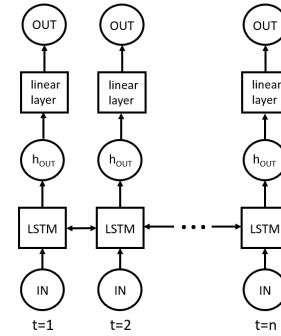 OUT OUT OUT
linear layer linear layer linear layer
hOUT hOUT hOUT
LSTM LSTM ... LSTM
IN IN IN
t=1 t=2 t=n